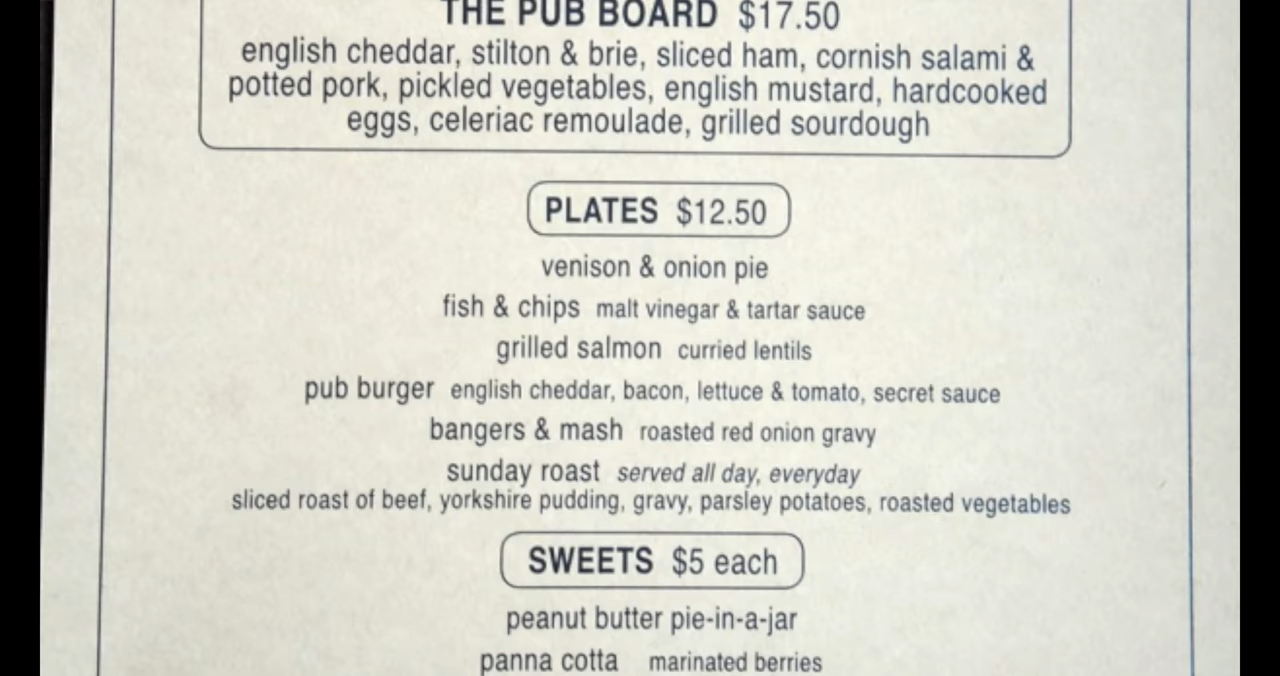 THE PUB BOARD $17.50
english cheddar, stilton & brie, sliced ham, cornish salami &
potted pork, pickled vegetables, english mustard, hardcooked
eggs, celeriac remoulade, grilled sourdough
PLATES $12.50
venison & onion pie
fish & chips malt vinegar & tartar sauce
grilled salmon curried lentils
pub burger english cheddar, bacon, lettuce & tomato, secret sauce
bangers & mash roasted red onion gravy
sunday roast served all day, everyday
sliced roast of beef, yorkshire pudding, gravy, parsley potatoes, roasted vegetables
SWEETS $5 each
peanut butter pie-in-a-jar
panna cotta marinated berries